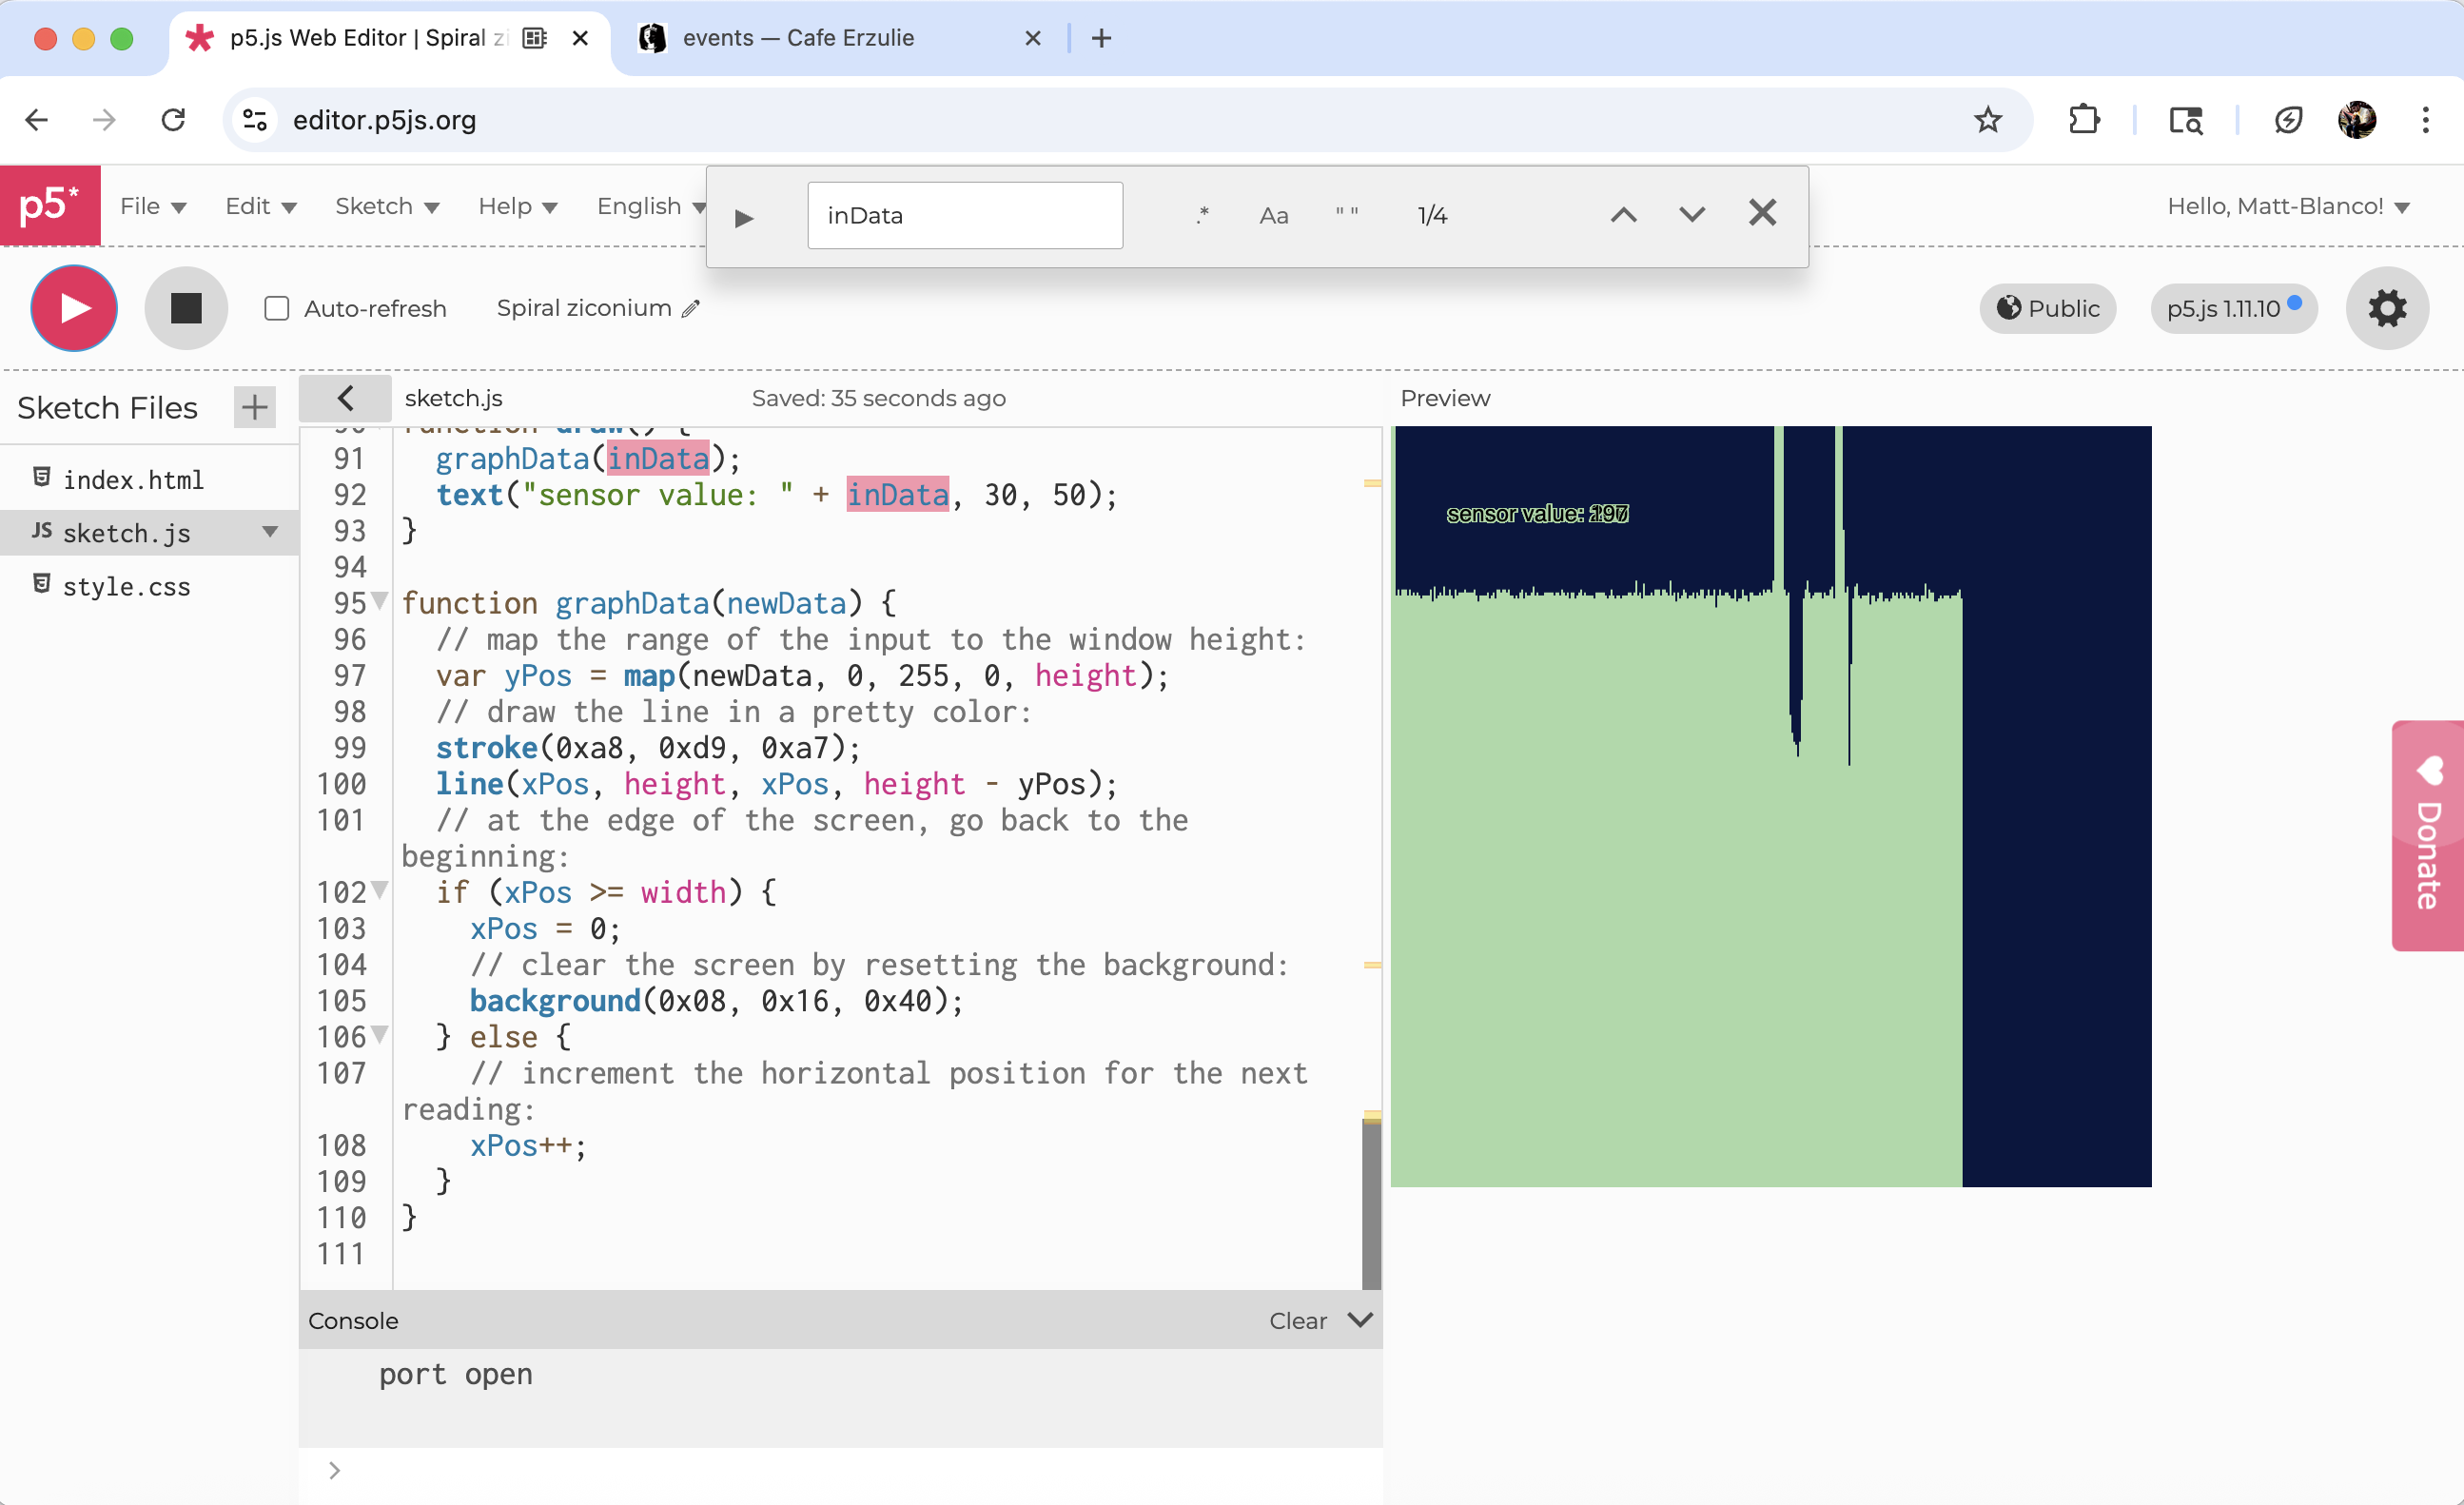 p5.js Web Editor | Spiral zi
events — Cafe Erzulie
editor.p5js.org
p5*
File
Edit
Sketch
Help
English
inData
.*
Aa
" "
1/4
Hello, Matt-Blanco!
Auto-refresh
Spiral ziconium
Public
p5.js 1.11.10
Sketch Files
sketch.js
Saved: 35 seconds ago
Preview
index.html
JS sketch.js
style.css
90 function draw() {
91 graphData(inData);
92 text("sensor value: " + inData, 30, 50);
93 }
94
95 function graphData(newData) {
96 // map the range of the input to the window height:
97 var yPos = map(newData, 0, 255, 0, height);
98 // draw the line in a pretty color:
99 stroke(0xa8, 0xd9, 0xa7);
100 line(xPos, height, xPos, height - yPos);
101 // at the edge of the screen, go back to the
beginning:
102 if (xPos >= width) {
103 xPos = 0;
104 // clear the screen by resetting the background:
105 background(0x08, 0x16, 0x40);
106 } else {
107 // increment the horizontal position for the next
reading:
108 xPos++;
109 }
110 }
111
sensor value:
Donate
Console
Clear
port open
>